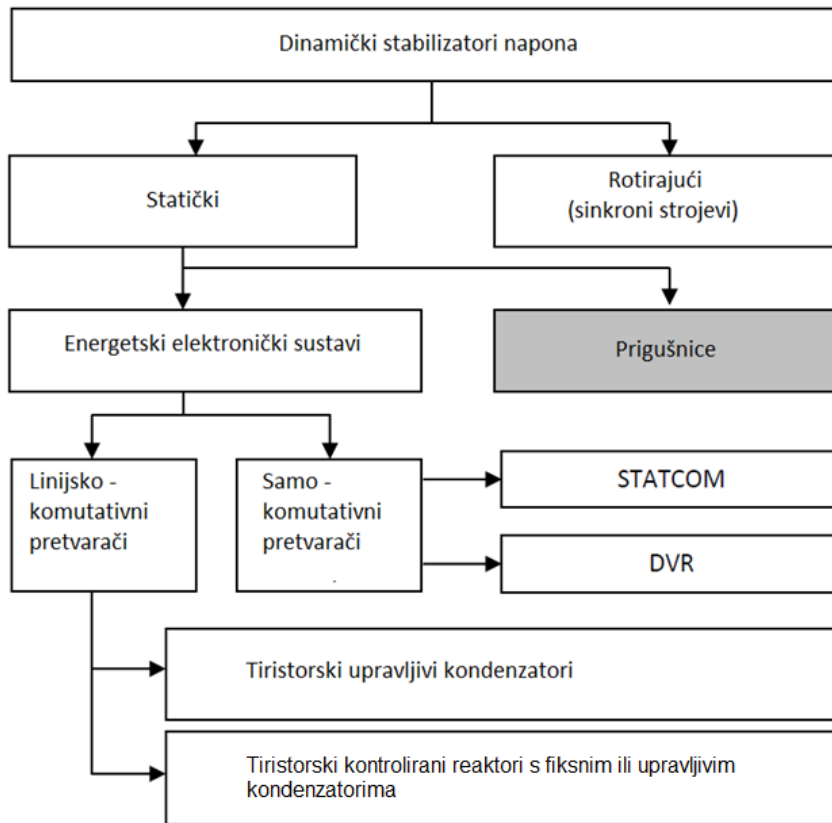 Dinamički stabilizatori napona
Statički
Rotirajući
(sinkroni strojevi)
Energetski elektronički sustavi
Prigušnice
Linijsko -
komutativni
pretvarači
Samo -
komutativni
pretvarači
STATCOM
DVR
Tiristorski upravljivi kondenzatori
Tiristorski kontrolirani reaktori s fiksnim ili upravljivim
kondenzatorima